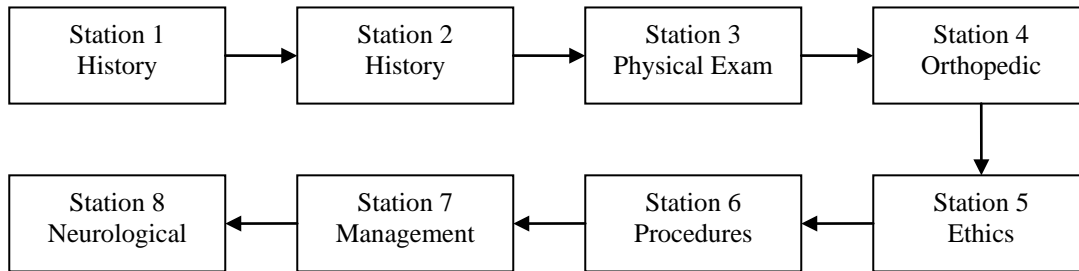 Station 1
History
Station 2
History
Station 3
Physical Exam
Station 4
Orthopedic
Station 5
Ethics
Station 6
Procedures
Station 7
Management
Station 8
Neurological